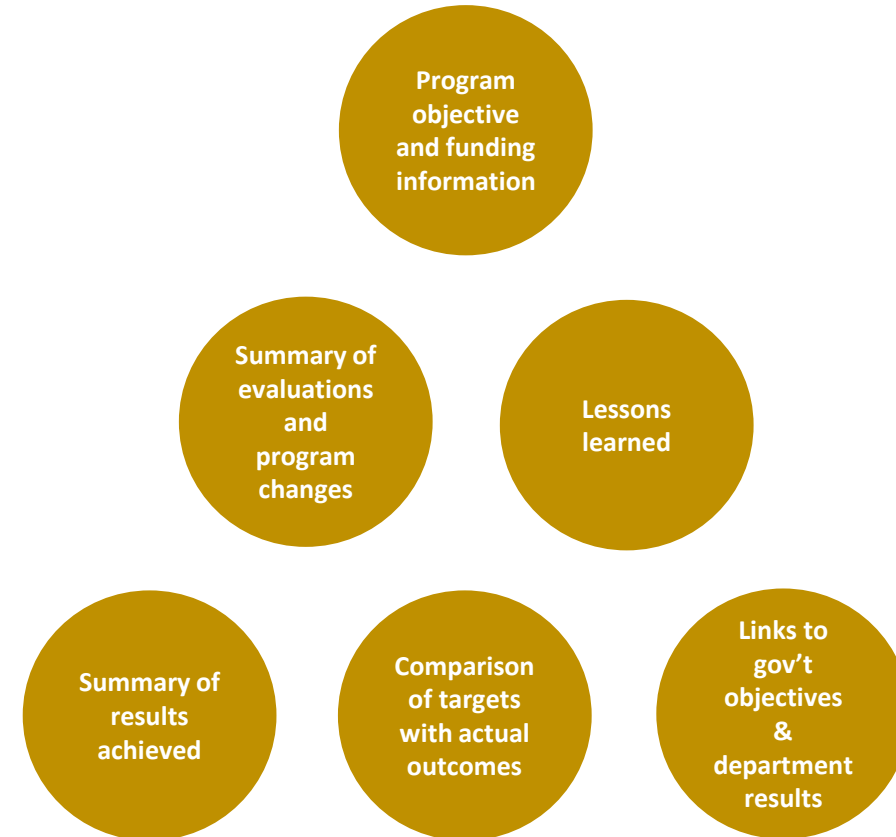 Program
objective
and funding
information
Summary of
evaluations
and
program
changes
Lessons
learned
Summary of
results
achieved
Comparison
of targets
with actual
outcomes
Links to
gov’t
objectives
&
department
results